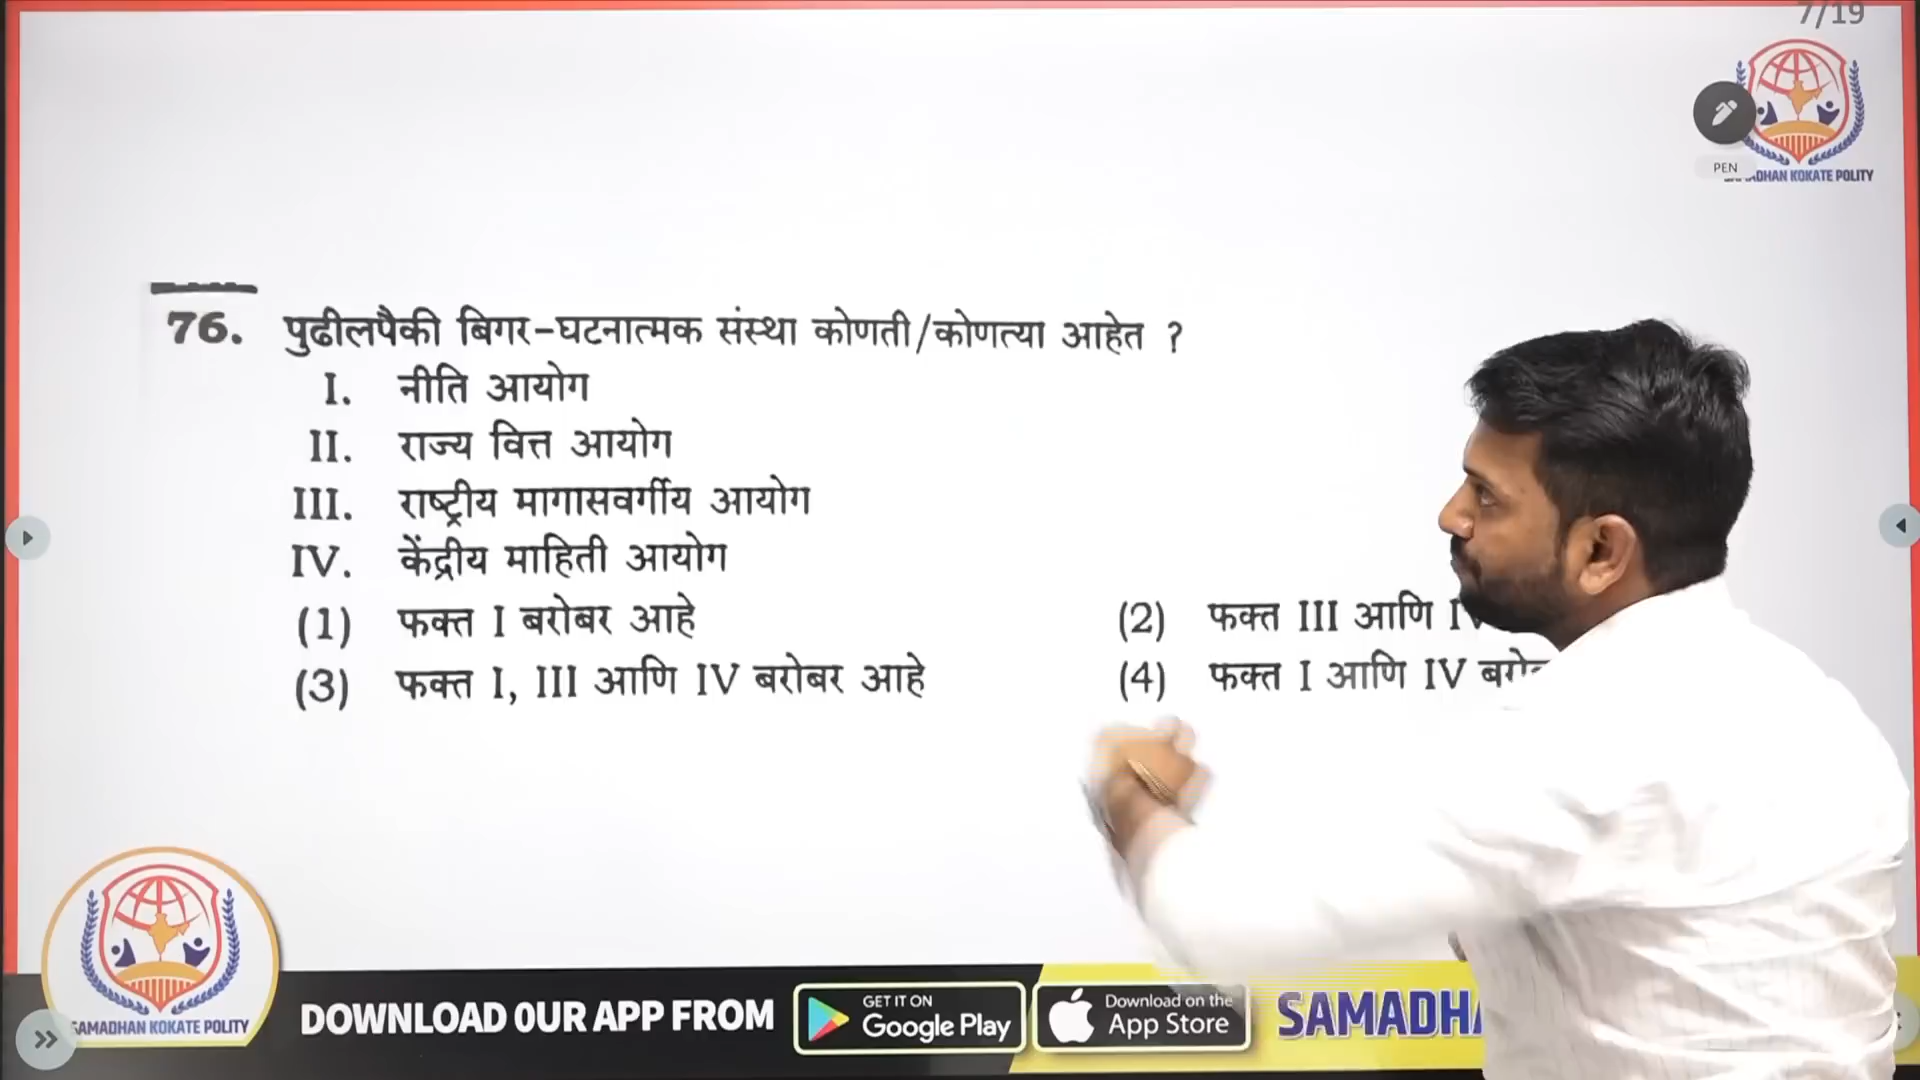 7/19
PEN
DHAN KOKATE POLITY
76. पुढीलपैकी बिगर-घटनात्मक संस्था कोणती/कोणत्या आहेत ?
I. नीति आयोग
II. राज्य वित्त आयोग
III. राष्ट्रीय मागासवर्गीय आयोग
IV. केंद्रीय माहिती आयोग
(1) फक्त I बरोबर आहे (2) फक्त III आणि
(3) फक्त I, III आणि IV बरोबर आहे (4) फक्त I आणि IV
SAMADHAN KOKATE POLITY
DOWNLOAD 0UR APP FROM
GET IT ON
Google Play
Download on the
App Store
SAMADHA